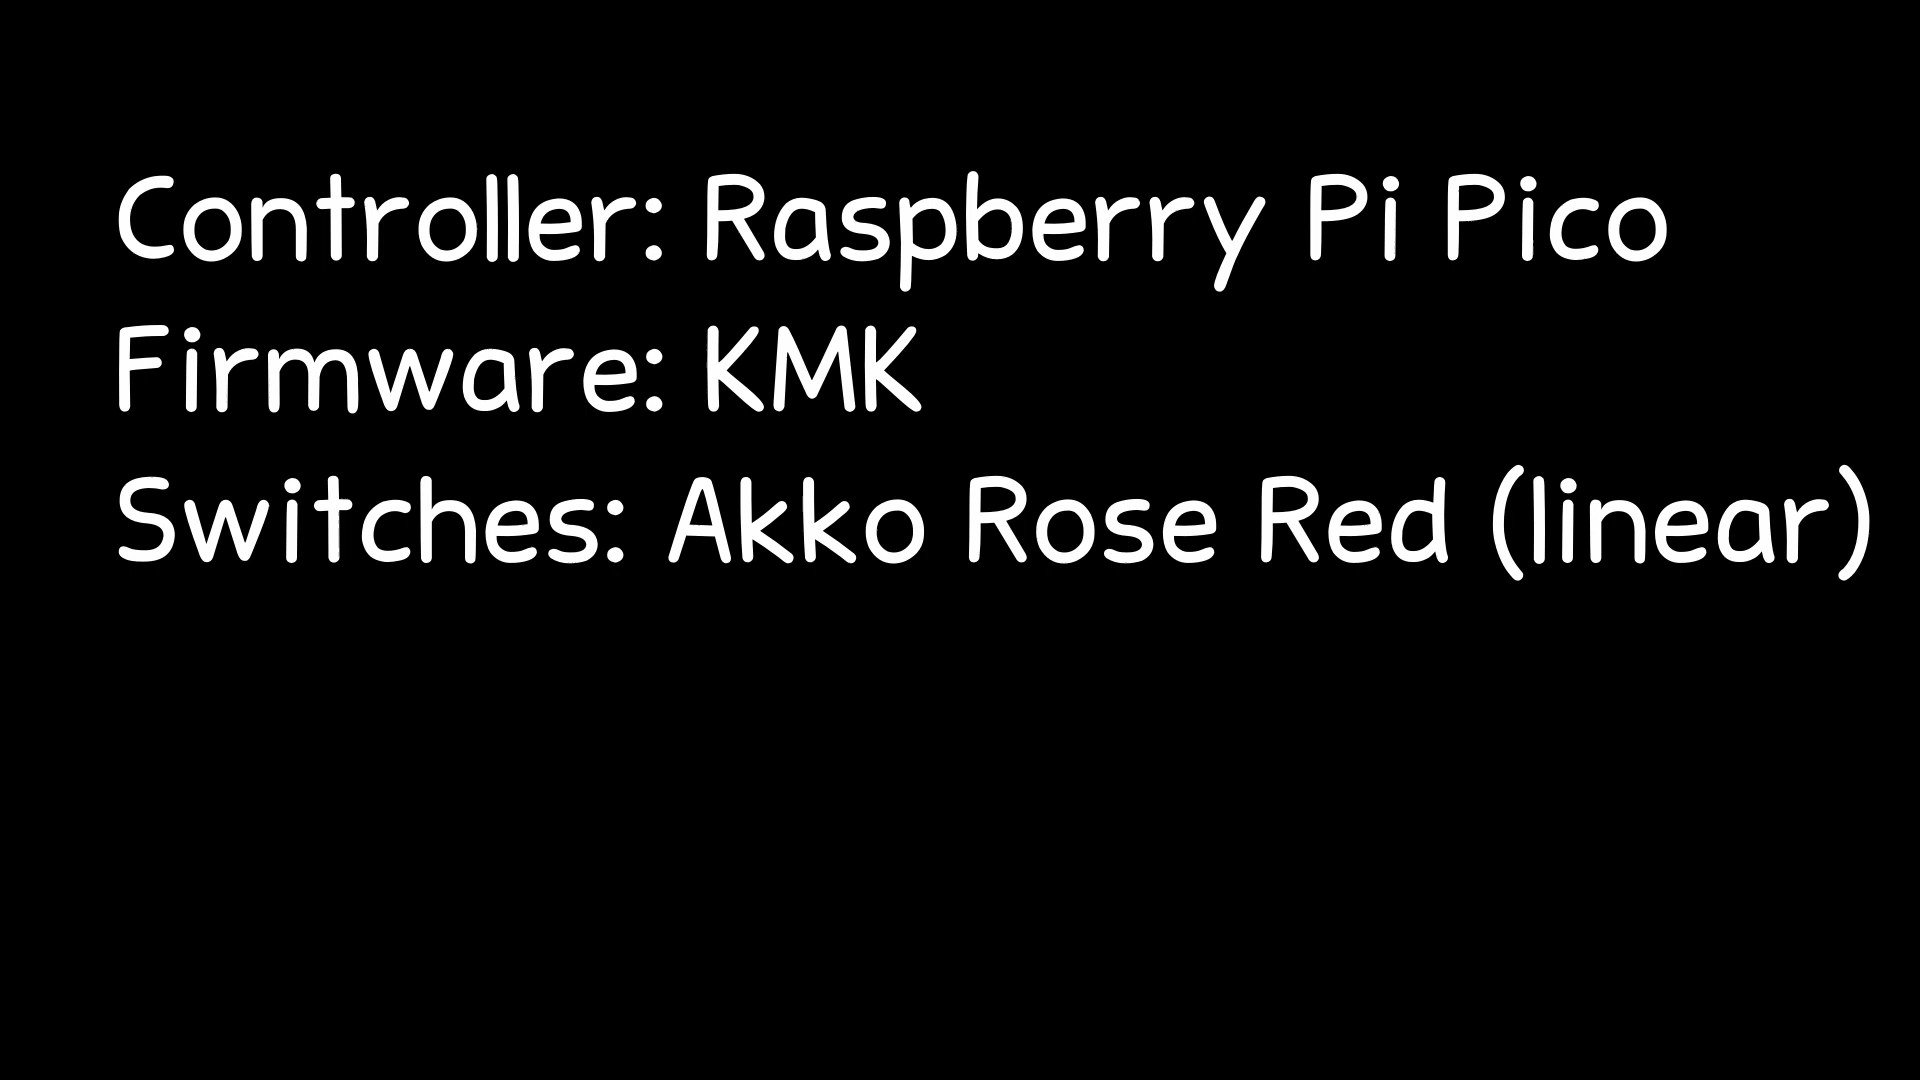 Controller: Raspberry Pi Pico
Firmware: KMK
Switches: Akko Rose Red (linear)